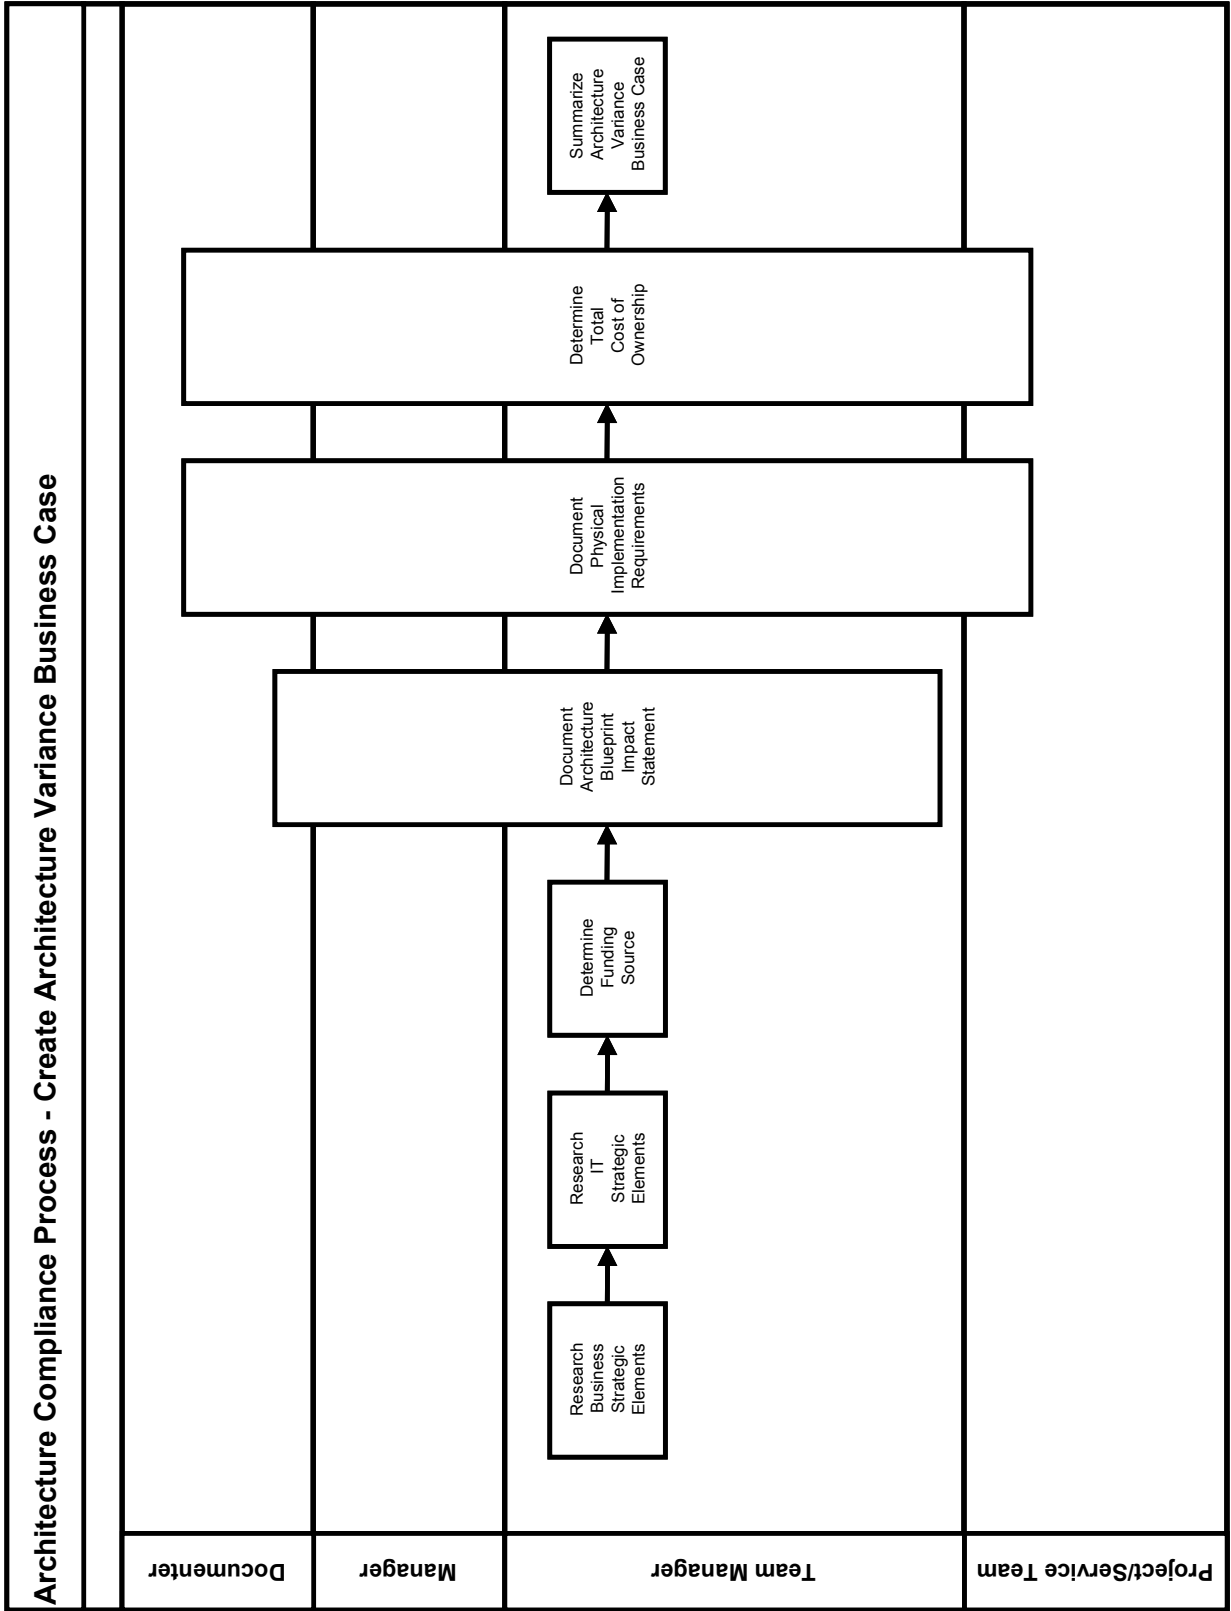 Architecture Compliance Process - Create Architecture Variance Business Case
Documenter
Manager
Team Manager
Project/Service Team
Research
Business
Strategic
Elements
Research
IT
Strategic
Elements
Determine
Funding
Source
Document
Architecture
Blueprint
Impact
Statement
Document
Physical
Implementation
Requirements
Determine
Total
Cost of
Ownership
Summarize
Architecture
Variance
Business Case